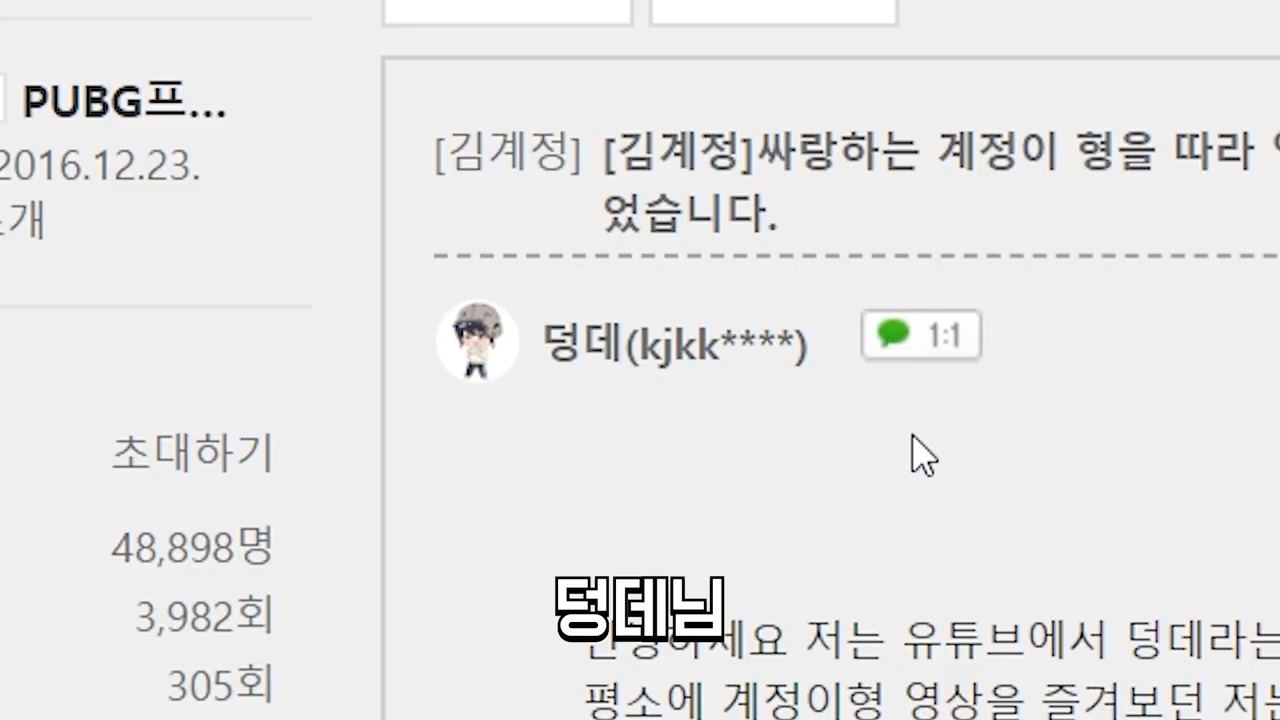 PUBG프...
2016.12.23.
개
초대하기
48,898명
3,982회
305회
[김계정] [김계정]싸랑하는 계정이 형을 따라
었습니다.
덩데(kjkk****)
1:1
덩데님
안녕하세요 저는 유튜브에서 덩데라는
평소에 계정이형 영상을 즐겨보던 저는